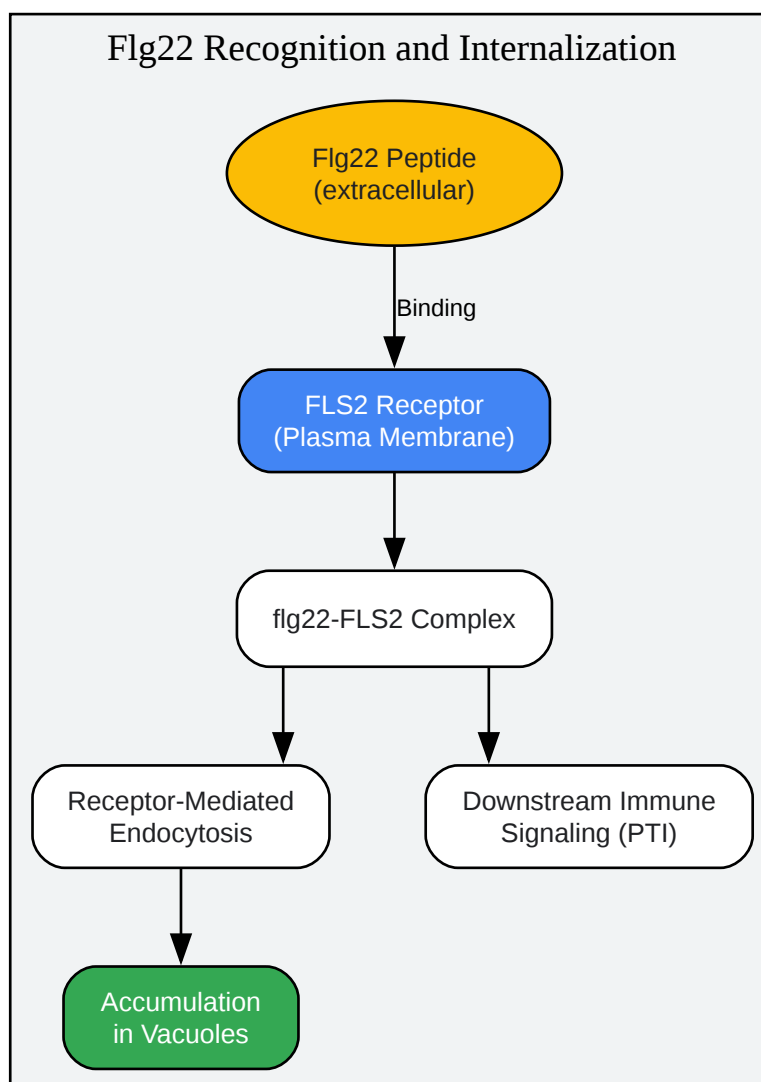 Flg22 Recognition and Internalization
Flg22 Peptide
(extracellular)
Binding
FLS2 Receptor
(Plasma Membrane)
flg22-FLS2 Complex
Receptor-Mediated
Endocytosis
Downstream Immune
Signaling (PTI)
Accumulation
in Vacuoles